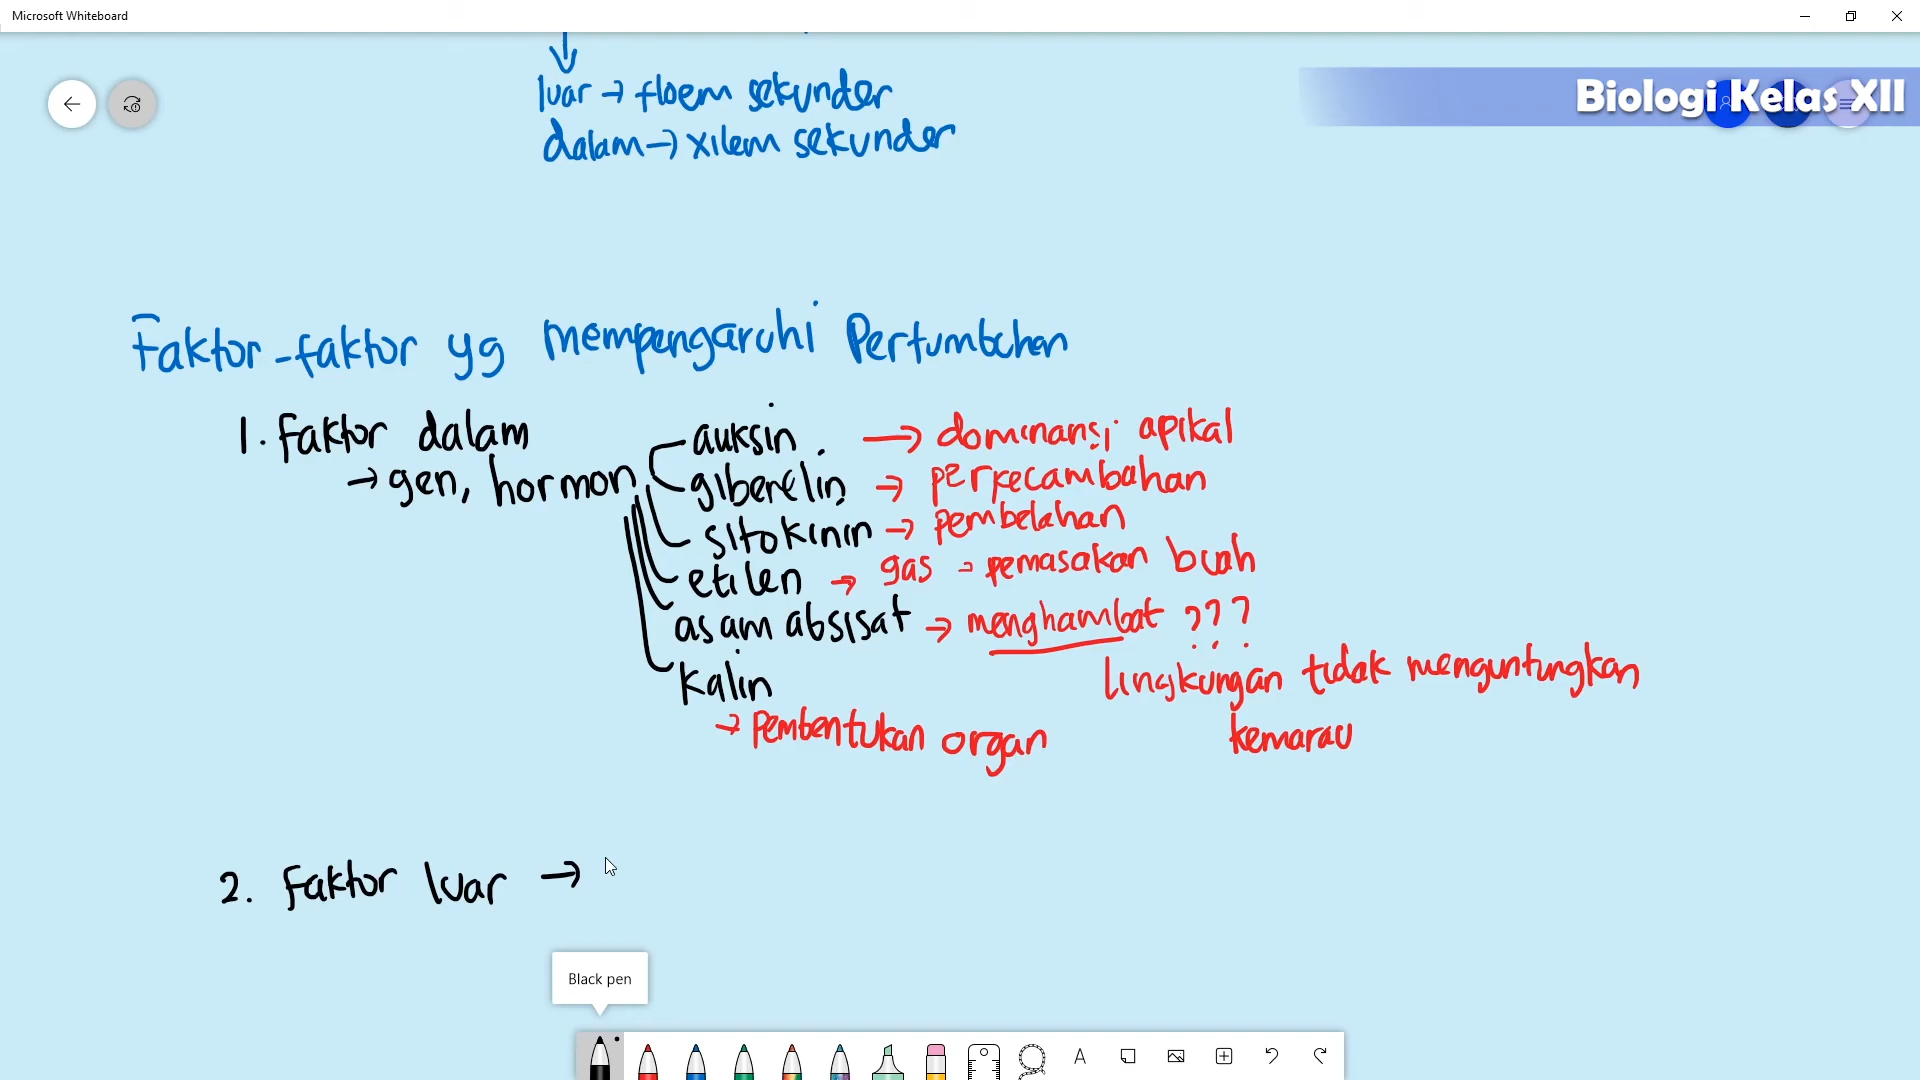 Microsoft Whiteboard
Biologi Kelas XII
luar → floem sekunder
dalam → xilem sekunder
Faktor-faktor yg mempengaruhi Pertumbuhan
1. Faktor dalam
→ gen, hormon
auksin → dominansi apikal
giberelin → perkecambahan
sitokinin → pembelahan
etilen → gas - pemasakan buah
asam absisat → menghambat ???
lingkungan tidak menguntungkan
kemarau
kalin
→ Pembentukan organ
2. Faktor luar →
Black pen